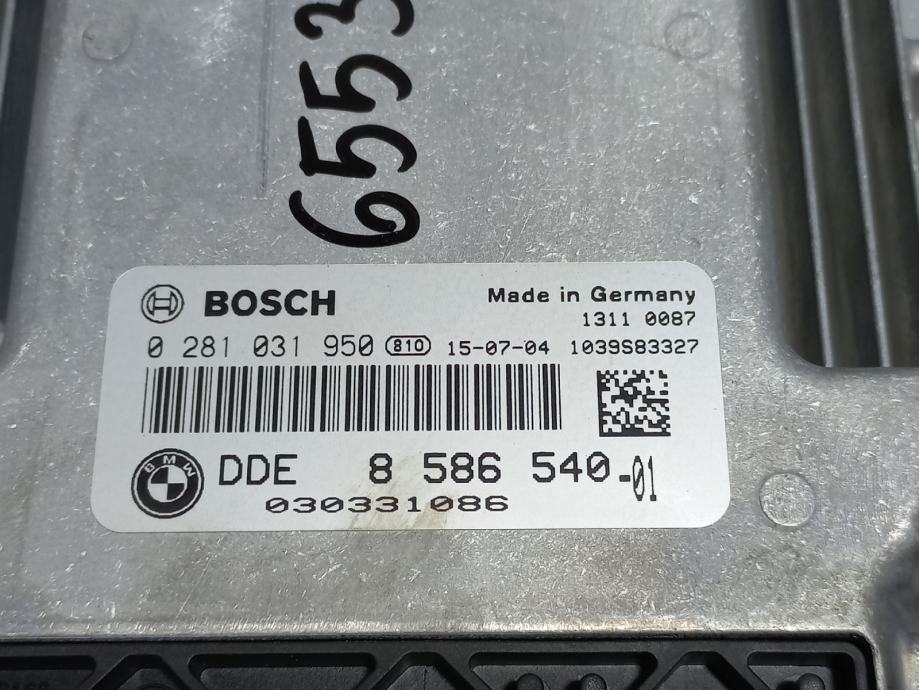 6553
BOSCH
Made in Germany
1311 0087
0 281 031 950 810 15-07-04 1039S83327
BMW
DDE 8 586 540-01
030331086